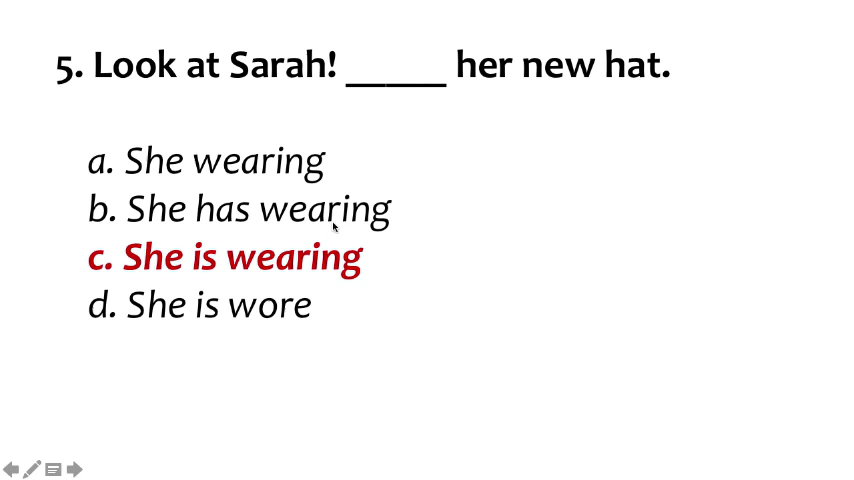 5. Look at Sarah! _____ her new hat.
a. She wearing
b. She has wearing
c. She is wearing
d. She is wore